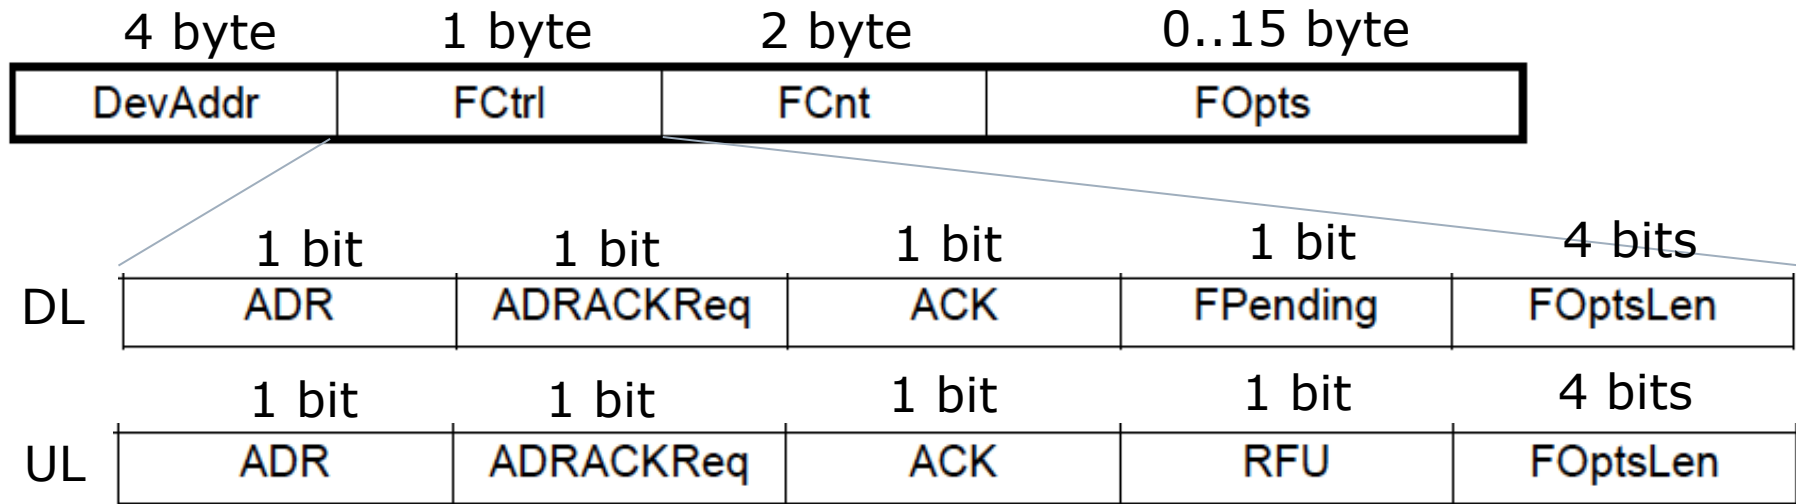 4 byte 1 byte 2 byte 0..15 byte
DevAddr FCtrl FCnt FOpts
1 bit 1 bit 1 bit 1 bit 4 bits
DL ADR ADRACKReq ACK FPending FOptsLen
1 bit 1 bit 1 bit 1 bit 4 bits
UL ADR ADRACKReq ACK RFU FOptsLen